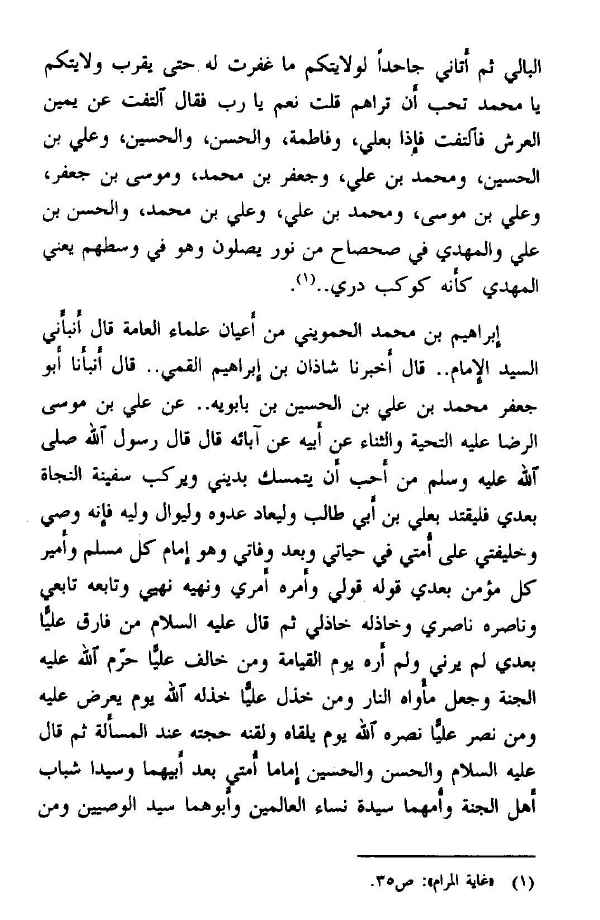 البالي ثم أتاني جاحداً لولايتكم ما غفرت له حتى يقرب ولايتكم
يا محمد تحب أن تراهم قلت نعم يا رب فقال ٱلتفت عن يمين
العرش فٱلتفت فإذا بعلي، وفاطمة، والحسن، والحسين، وعلي بن
الحسين، ومحمد بن علي، وجعفر بن محمد، وموسى بن جعفر،
وعلي بن موسى، ومحمد بن علي، وعلي بن محمد، والحسن بن
علي والمهدي في صحصاح من نور يصلون وهو في وسطهم يعني
المهدي كأنه كوكب دري..(١).
إبراهيم بن محمد الحمويني من أعيان علماء العامة قال أنبأني
السيد الإمام.. قال أخبرنا شاذان بن إبراهيم القمي.. قال أنبأنا أبو
جعفر محمد بن علي بن الحسين بن بابويه.. عن علي بن موسى
الرضا عليه التحية والثناء عن أبيه عن آبائه قال قال رسول ٱلله صلى
ٱلله عليه وسلم من أحب أن يتمسك بديني ويركب سفينة النجاة
بعدي فليقتد بعلي بن أبي طالب وليعاد عدوه وليوال وليه فإنه وصي
وخليفتي على أمتي في حياتي وبعد وفاتي وهو إمام كل مسلم وأمير
كل مؤمن بعدي قوله قولي وأمره أمري ونهيه نهيي وتابعه تابعي
وناصره ناصري وخاذله خاذلي ثم قال عليه السلام من فارق عليًّا
بعدي لم يرني ولم أره يوم القيامة ومن خالف عليًّا حرّم ٱلله عليه
الجنة وجعل مأواه النار ومن خذل عليًّا خذله ٱلله يوم يعرض عليه
ومن نصر عليًّا نصره ٱلله يوم يلقاه ولقنه حجته عند المسألة ثم قال
عليه السلام والحسن والحسين إماما أمتي بعد أبيهما وسيدا شباب
أهل الجنة وأمهما سيدة نساء العالمين وأبوهما سيد الوصيين ومن
(١) «غاية المرام»: ص٣٥.